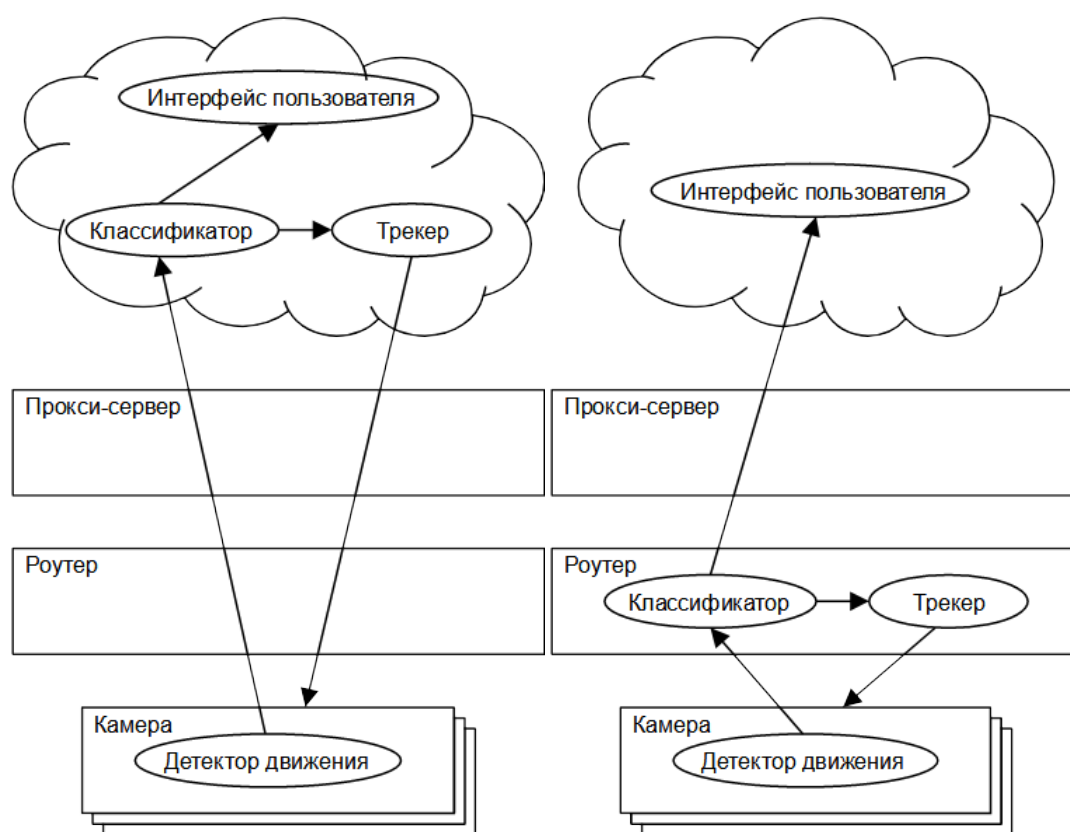 Интерфейс пользователя
Классификатор
Трекер
Прокси-сервер
Роутер
Камера
Детектор движения
Интерфейс пользователя
Прокси-сервер
Роутер
Классификатор
Трекер
Камера
Детектор движения